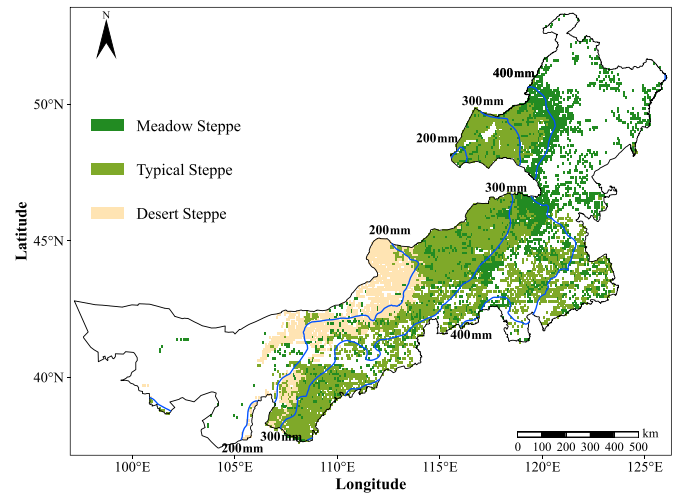 N
400mm
300mm
200mm
50°N
Meadow Steppe
Typical Steppe
Desert Steppe
300mm
200mm
45°N
Latitude
400mm
40°N
300mm
200mm
km
0 100 200 300 400 500
100°E 105°E 110°E 115°E 120°E 125°E
Longitude